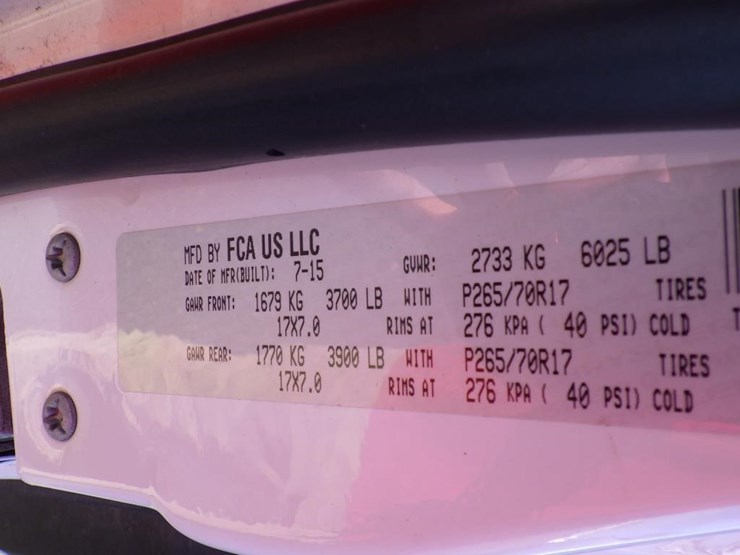 MFD BY FCA US LLC
DATE OF MFR(BUILT): 7-15 GVWR: 2733 KG 6025 LB
GAWR FRONT: 1679 KG 3700 LB WITH P265/70R17 TIRES
17X7.0 RIMS AT 276 KPA ( 40 PSI) COLD
GAWR REAR: 1770 KG 3900 LB WITH P265/70R17 TIRES
17X7.0 RIMS AT 276 KPA ( 40 PSI) COLD